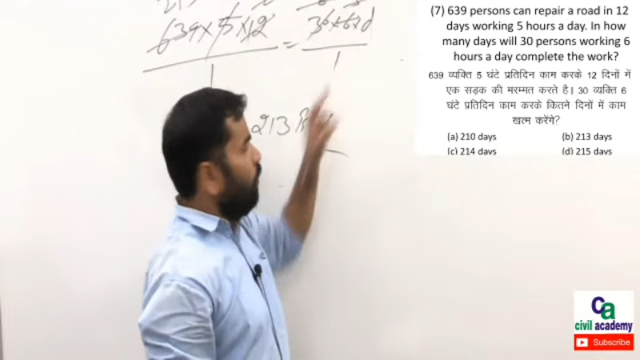 (7) 639 persons can repair a road in 12
days working 5 hours a day. In how
many days will 30 persons working 6
hours a day complete the work?
639 व्यक्ति 5 घंटे प्रतिदिन काम करके 12 दिनों में
एक सड़क की मरम्मत करते है। 30 व्यक्ति 6
घंटे प्रतिदिन काम करके कितने दिनों में काम
खत्म करेंगे?
(a) 210 days (b) 213 days
(c) 214 days (d) 215 days
639×5×12 = 
1 1
213
ca
civil academy
Subscribe